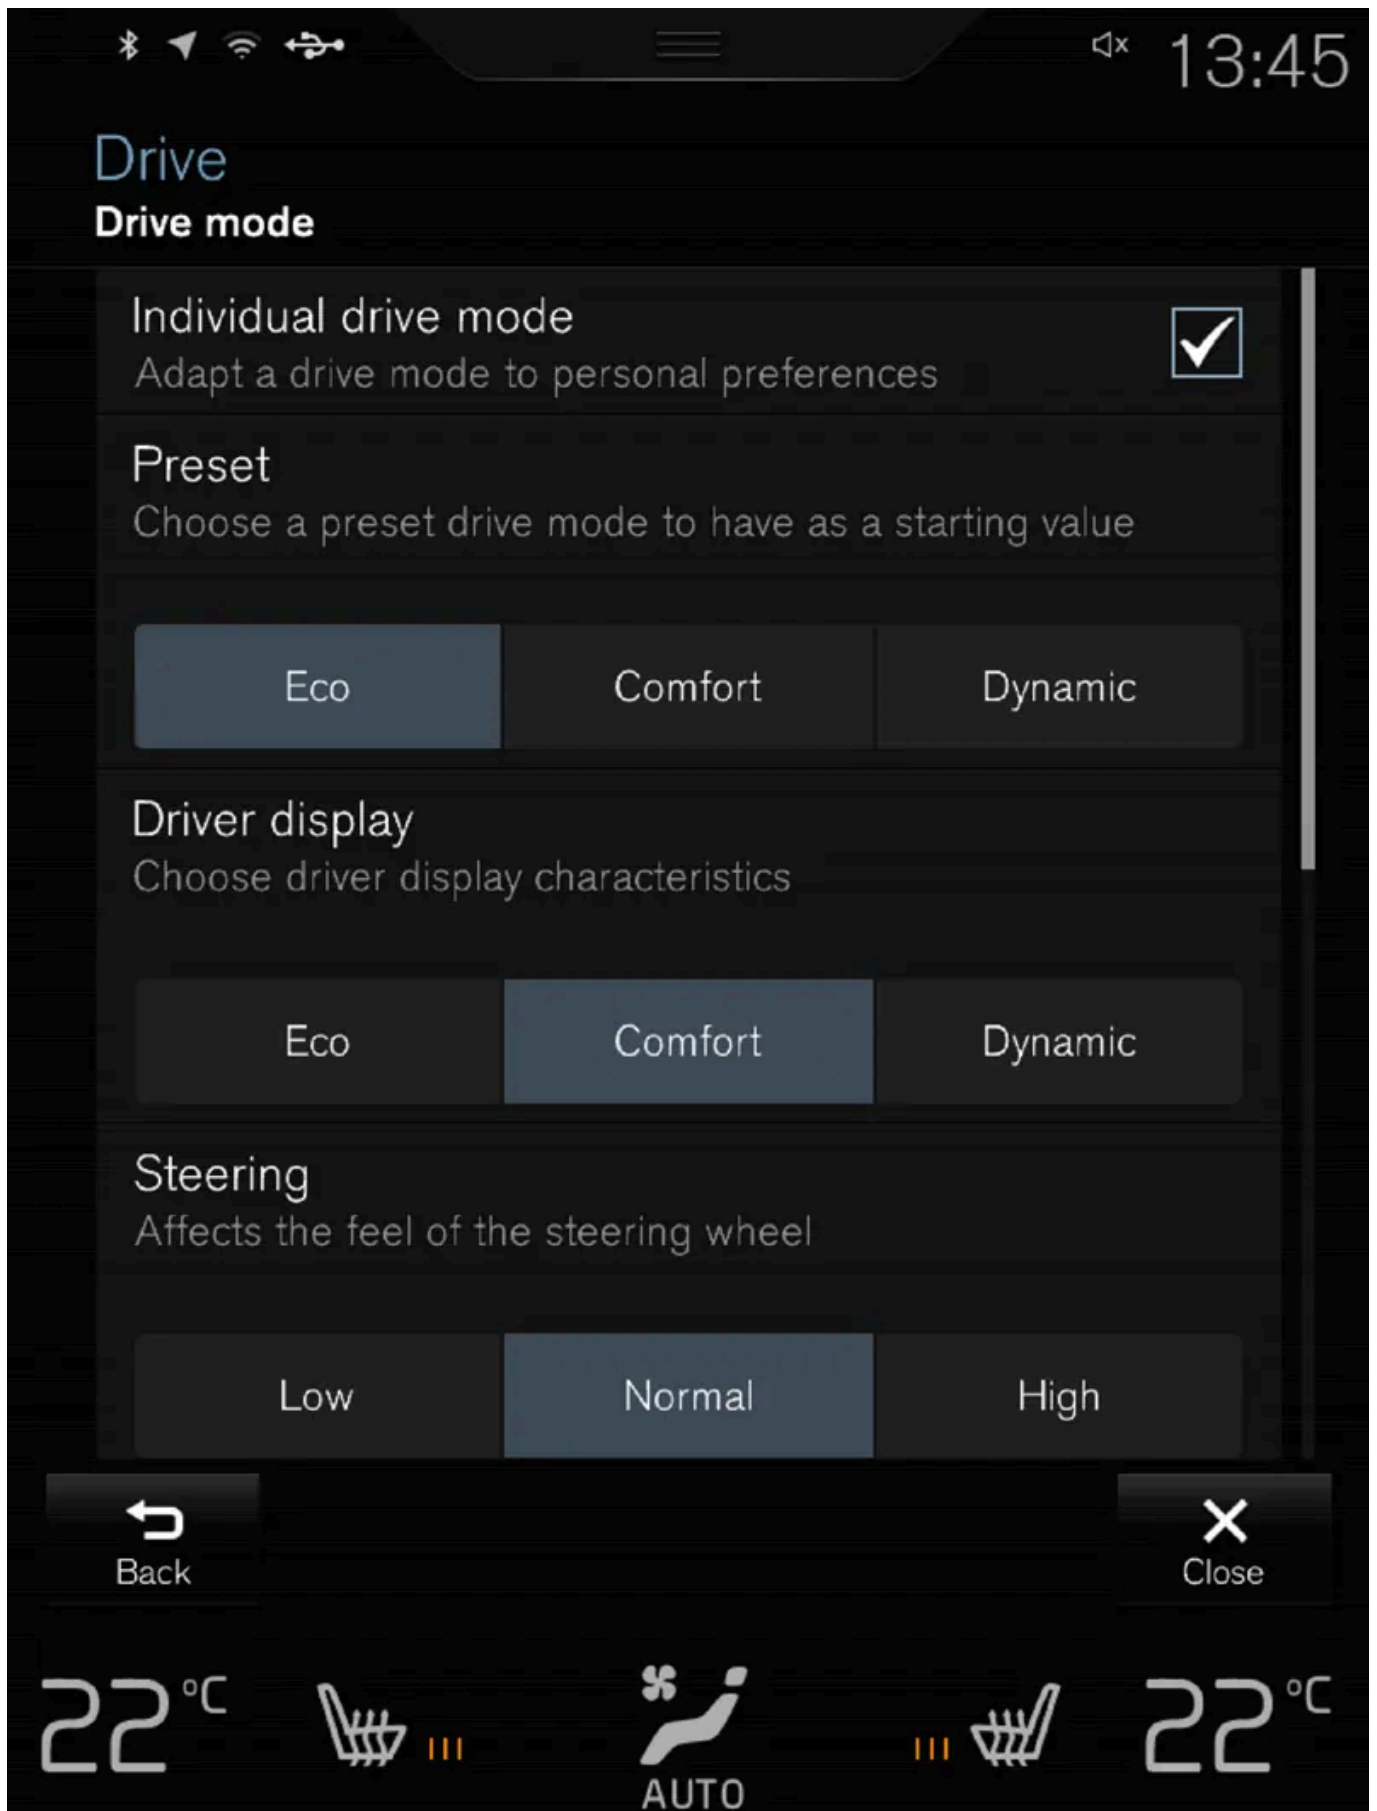 13:45
Drive
Drive mode
Individual drive mode
Adapt a drive mode to personal preferences
Preset
Choose a preset drive mode to have as a starting value
Eco Comfort Dynamic
Driver display
Choose driver display characteristics
Eco Comfort Dynamic
Steering
Affects the feel of the steering wheel
Low Normal High
Back Close
22°C 22°C
AUTO